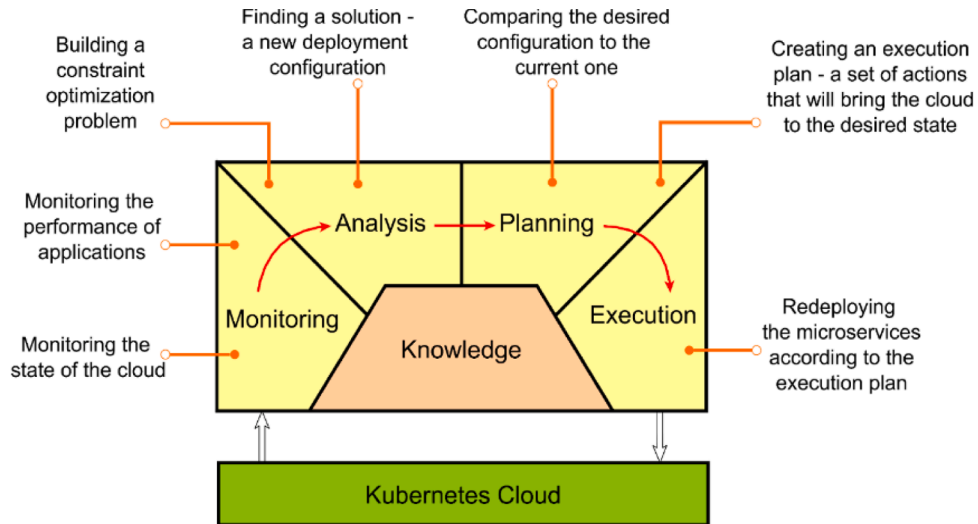 Building a
constraint
optimization
problem
Finding a solution -
a new deployment
configuration
Comparing the desired
configuration to the
current one
Creating an execution
plan - a set of actions
that will bring the cloud
to the desired state
Monitoring the
performance of
applications
Monitoring the
state of the cloud
Analysis
Planning
Monitoring
Execution
Knowledge
Redeploying
the microservices
according to the
execution plan
Kubernetes Cloud